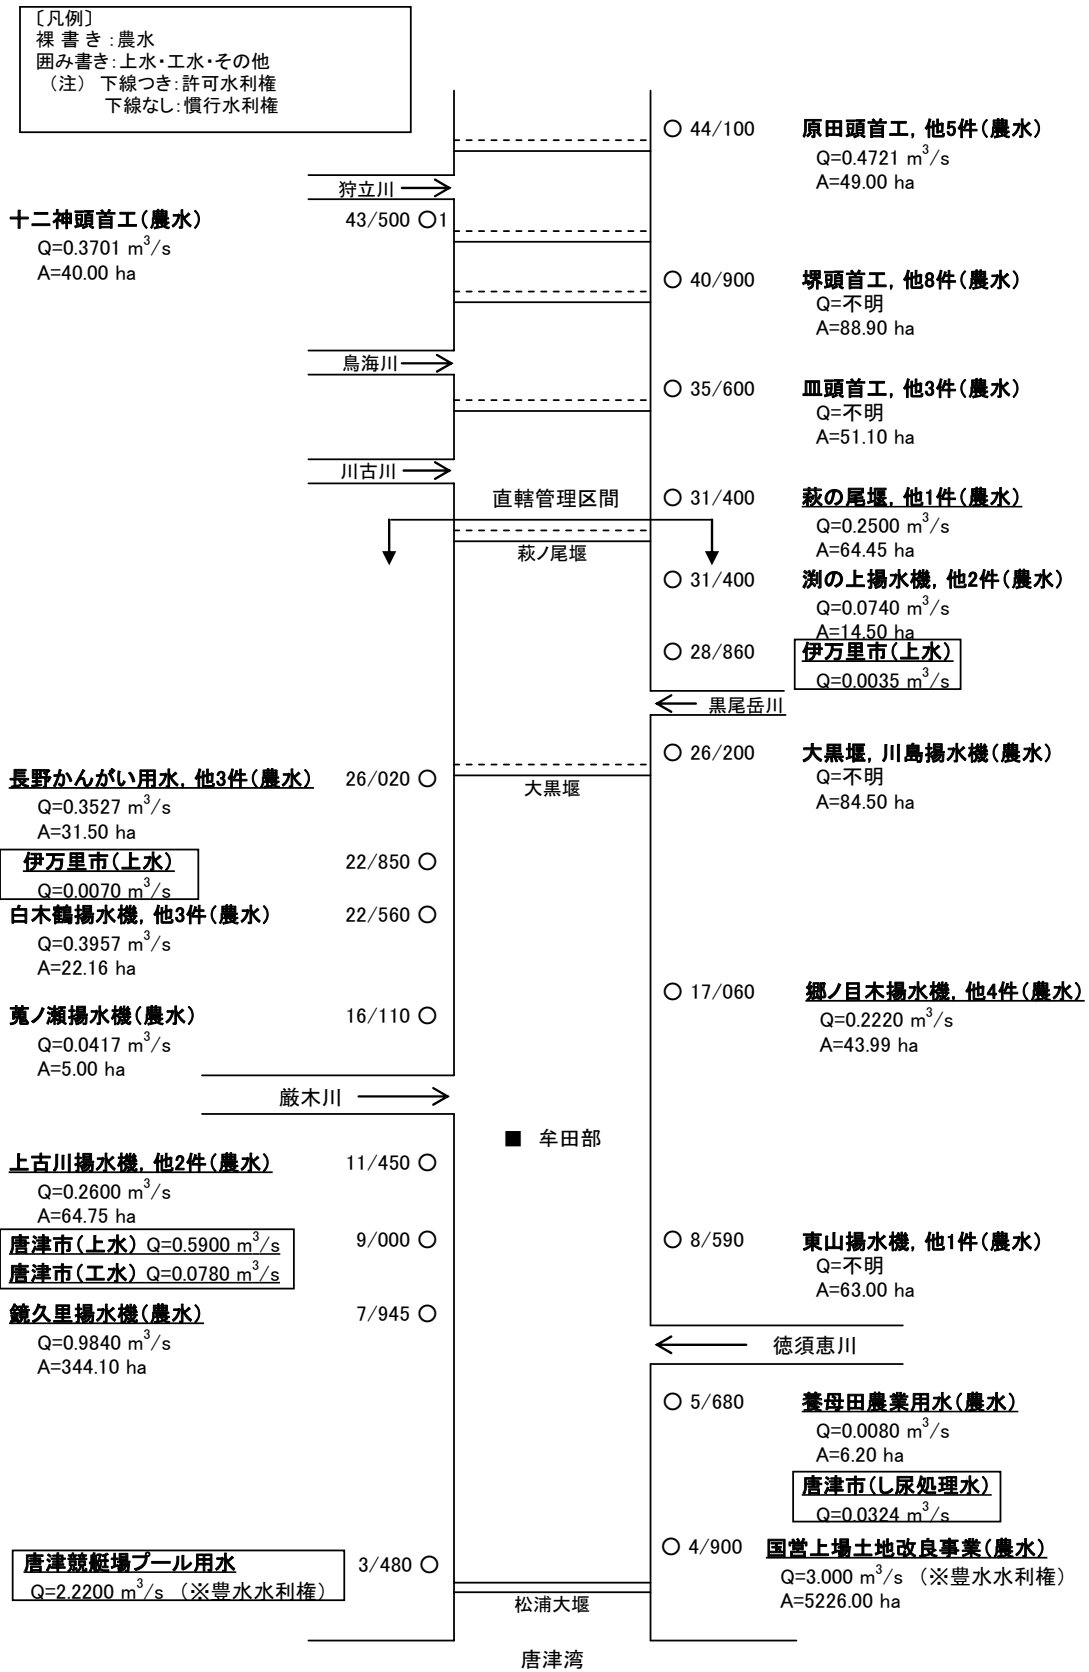 〔凡例〕
裸 書 き :農水
囲み書き:上水・工水・その他
(注) 下線つき:許可水利権
下線なし:慣行水利権
44/100 原田頭首工, 他5件(農水)
Q=0.4721 m³/s
A=49.00 ha
狩立川
十二神頭首工(農水) 43/500 1
Q=0.3701 m³/s
A=40.00 ha
40/900 堺頭首工, 他8件(農水)
Q=不明
A=88.90 ha
鳥海川
35/600 皿頭首工, 他3件(農水)
Q=不明
A=51.10 ha
川古川
直轄管理区間
31/400 萩の尾堰, 他1件(農水)
Q=0.2500 m³/s
A=64.45 ha
萩ノ尾堰
31/400 渕の上揚水機, 他2件(農水)
Q=0.0740 m³/s
A=14.50 ha
28/860 伊万里市(上水)
Q=0.0035 m³/s
黒尾岳川
26/200 大黒堰, 川島揚水機(農水)
Q=不明
A=84.50 ha
大黒堰
長野かんがい用水, 他3件(農水) 26/020
Q=0.3527 m³/s
A=31.50 ha
伊万里市(上水) 22/850
Q=0.0070 m³/s
白木鶴揚水機, 他3件(農水) 22/560
Q=0.3957 m³/s
A=22.16 ha
17/060 郷ノ目木揚水機, 他4件(農水)
Q=0.2220 m³/s
A=43.99 ha
莵ノ瀬揚水機(農水) 16/110
Q=0.0417 m³/s
A=5.00 ha
厳木川
■ 牟田部
上古川揚水機, 他2件(農水) 11/450
Q=0.2600 m³/s
A=64.75 ha
唐津市(上水) Q=0.5900 m³/s 9/000
唐津市(工水) Q=0.0780 m³/s
8/590 東山揚水機, 他1件(農水)
Q=不明
A=63.00 ha
鏡久里揚水機(農水) 7/945
Q=0.9840 m³/s
A=344.10 ha
徳須恵川
5/680 養母田農業用水(農水)
Q=0.0080 m³/s
A=6.20 ha
唐津市(し尿処理水)
Q=0.0324 m³/s
4/900 国営上場土地改良事業(農水)
Q=3.000 m³/s (※豊水水利権)
A=5226.00 ha
唐津競艇場プール用水 3/480
Q=2.2200 m³/s (※豊水水利権)
松浦大堰
唐津湾